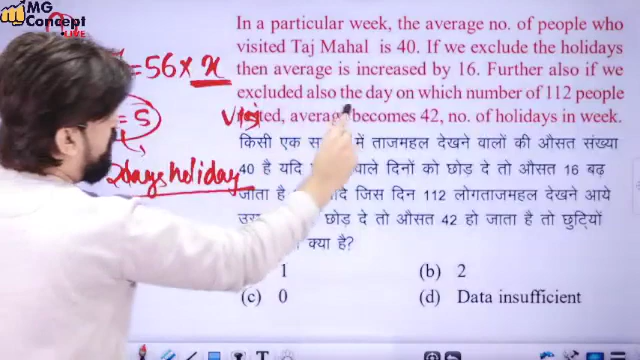 MG
Concept
LIVE
In a particular week, the average no. of people who
visited Taj Mahal is 40. If we exclude the holidays
then average is increased by 16. Further also if we
excluded also the day on which number of 112 people
visited, average becomes 42, no. of holidays in week.
= 56 × x
= 5
2 days holiday
किसी एक में ताजमहल देखने वालों की औसत संख्या
40 है यदि वाले दिनों को छोड़ दे तो औसत 16 बढ़
जाता है जिस दिन 112 लोगताजमहल देखने आये
छोड़ दे तो औसत 42 हो जाता है तो छुट्टियों
क्या है?
1
(b) 2
(c) 0
(d) Data insufficient